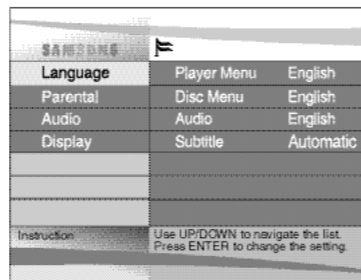 SAMSUNG
Language Player Menu English
Parental Disc Menu English
Audio Audio English
Display Subtitle Automatic
Instruction Use UP/DOWN to navigate the list.
Press ENTER to change the setting.